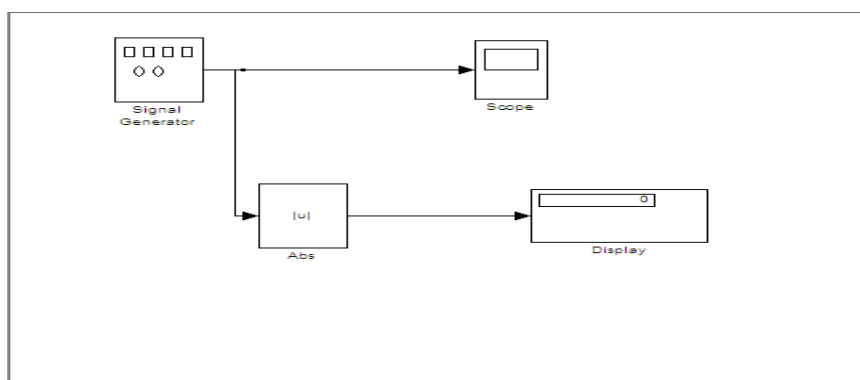 Signal
Generator
Scope
|u|
Abs
0
Display